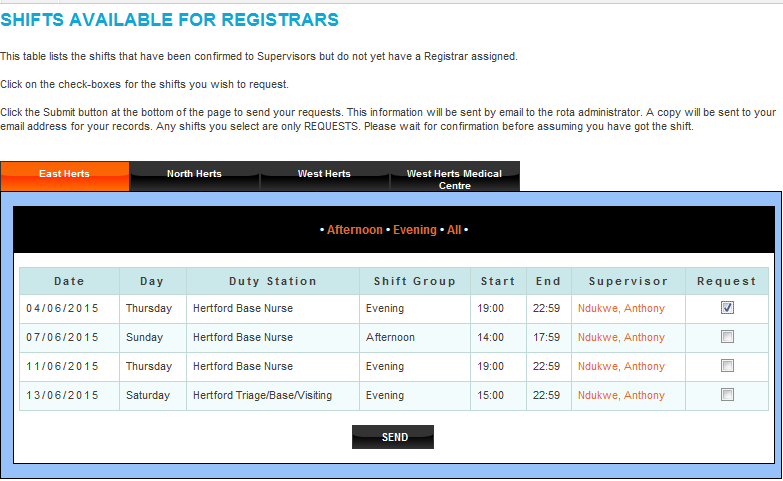 SHIFTS AVAILABLE FOR REGISTRARS
This table lists the shifts that have been confirmed to Supervisors but do not yet have a Registrar assigned.
Click on the check-boxes for the shifts you wish to request.
Click the Submit button at the bottom of the page to send your requests. This information will be sent by email to the rota administrator. A copy will be sent to your
email address for your records. Any shifts you select are only REQUESTS. Please wait for confirmation before assuming you have got the shift.
East Herts North Herts West Herts West Herts Medical
Centre
• Afternoon • Evening • All •
Date Day Duty Station Shift Group Start End Supervisor Request
04/06/2015 Thursday Hertford Base Nurse Evening 19:00 22:59 Ndukwe, Anthony
07/06/2015 Sunday Hertford Base Nurse Afternoon 14:00 17:59 Ndukwe, Anthony
11/06/2015 Thursday Hertford Base Nurse Evening 19:00 22:59 Ndukwe, Anthony
13/06/2015 Saturday Hertford Triage/Base/Visiting Evening 15:00 22:59 Ndukwe, Anthony
SEND